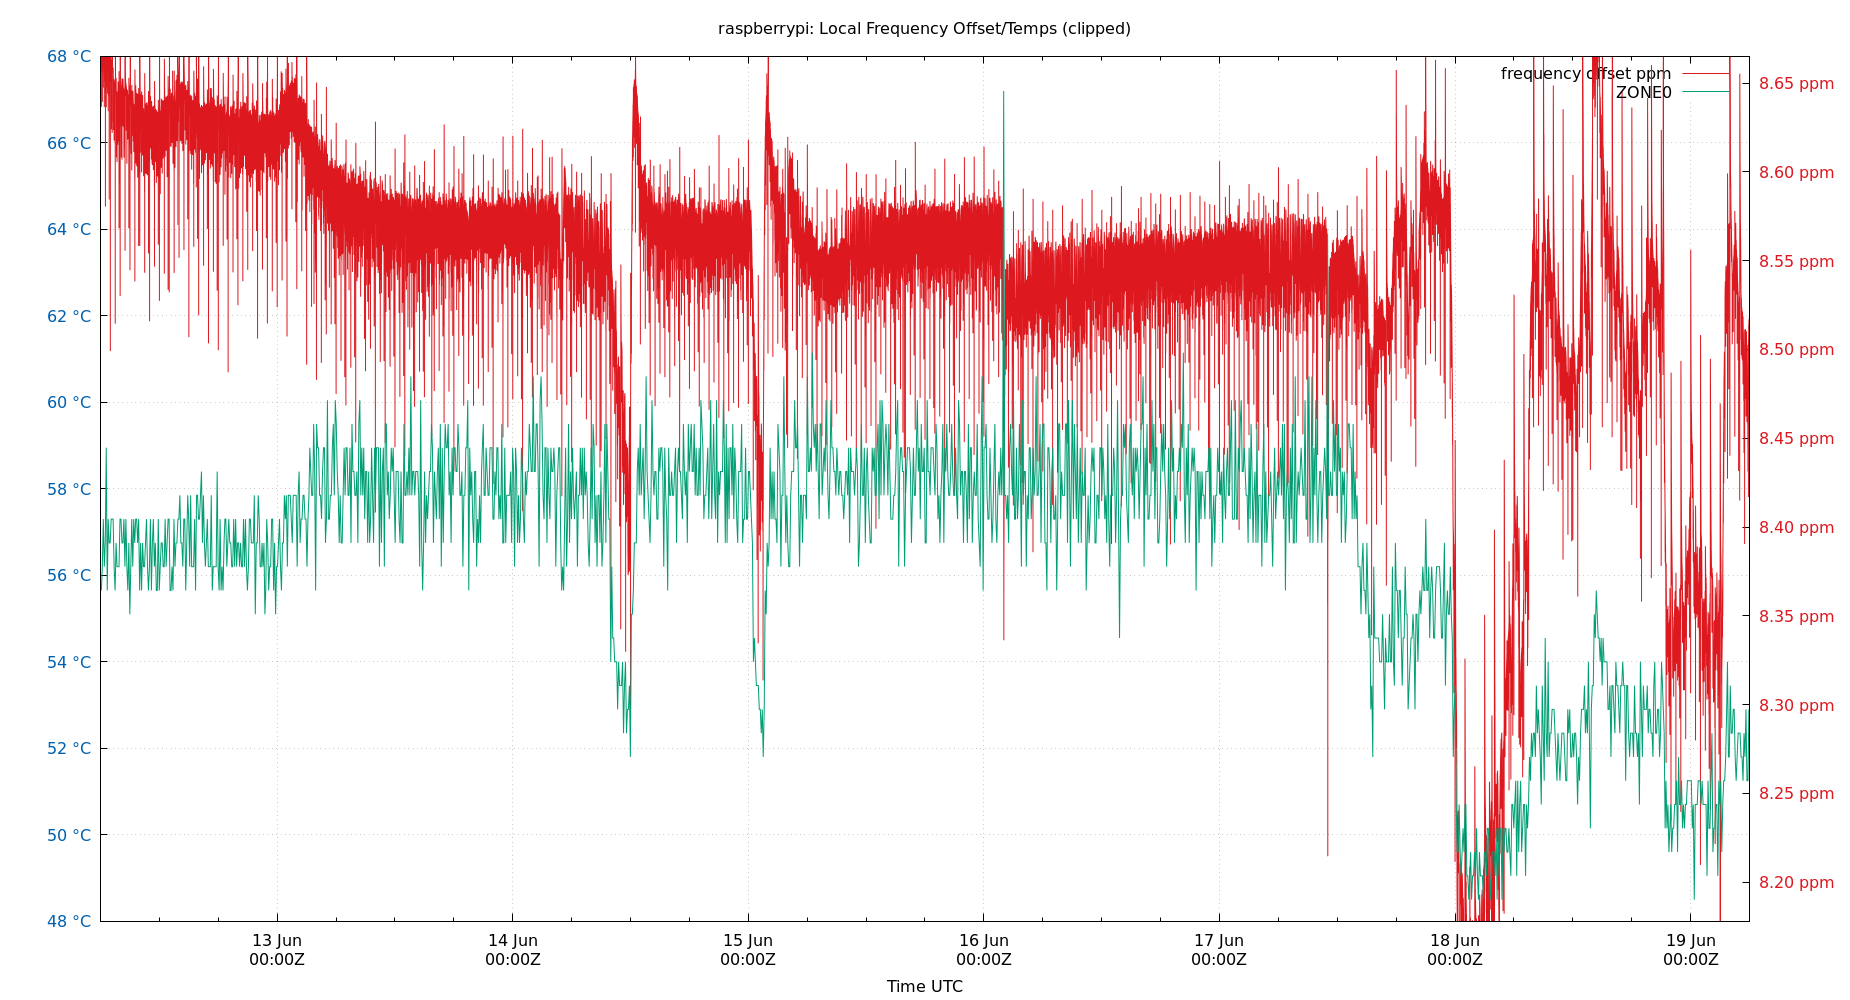 raspberrypi: Local Frequency Offset/Temps (clipped)
68 °C
66 °C
64 °C
62 °C
60 °C
58 °C
56 °C
54 °C
52 °C
50 °C
48 °C
frequency offset ppm
ZONE0
8.65 ppm
8.60 ppm
8.55 ppm
8.50 ppm
8.45 ppm
8.40 ppm
8.35 ppm
8.30 ppm
8.25 ppm
8.20 ppm
13 Jun
00:00Z
14 Jun
00:00Z
15 Jun
00:00Z
16 Jun
00:00Z
17 Jun
00:00Z
18 Jun
00:00Z
19 Jun
00:00Z
Time UTC